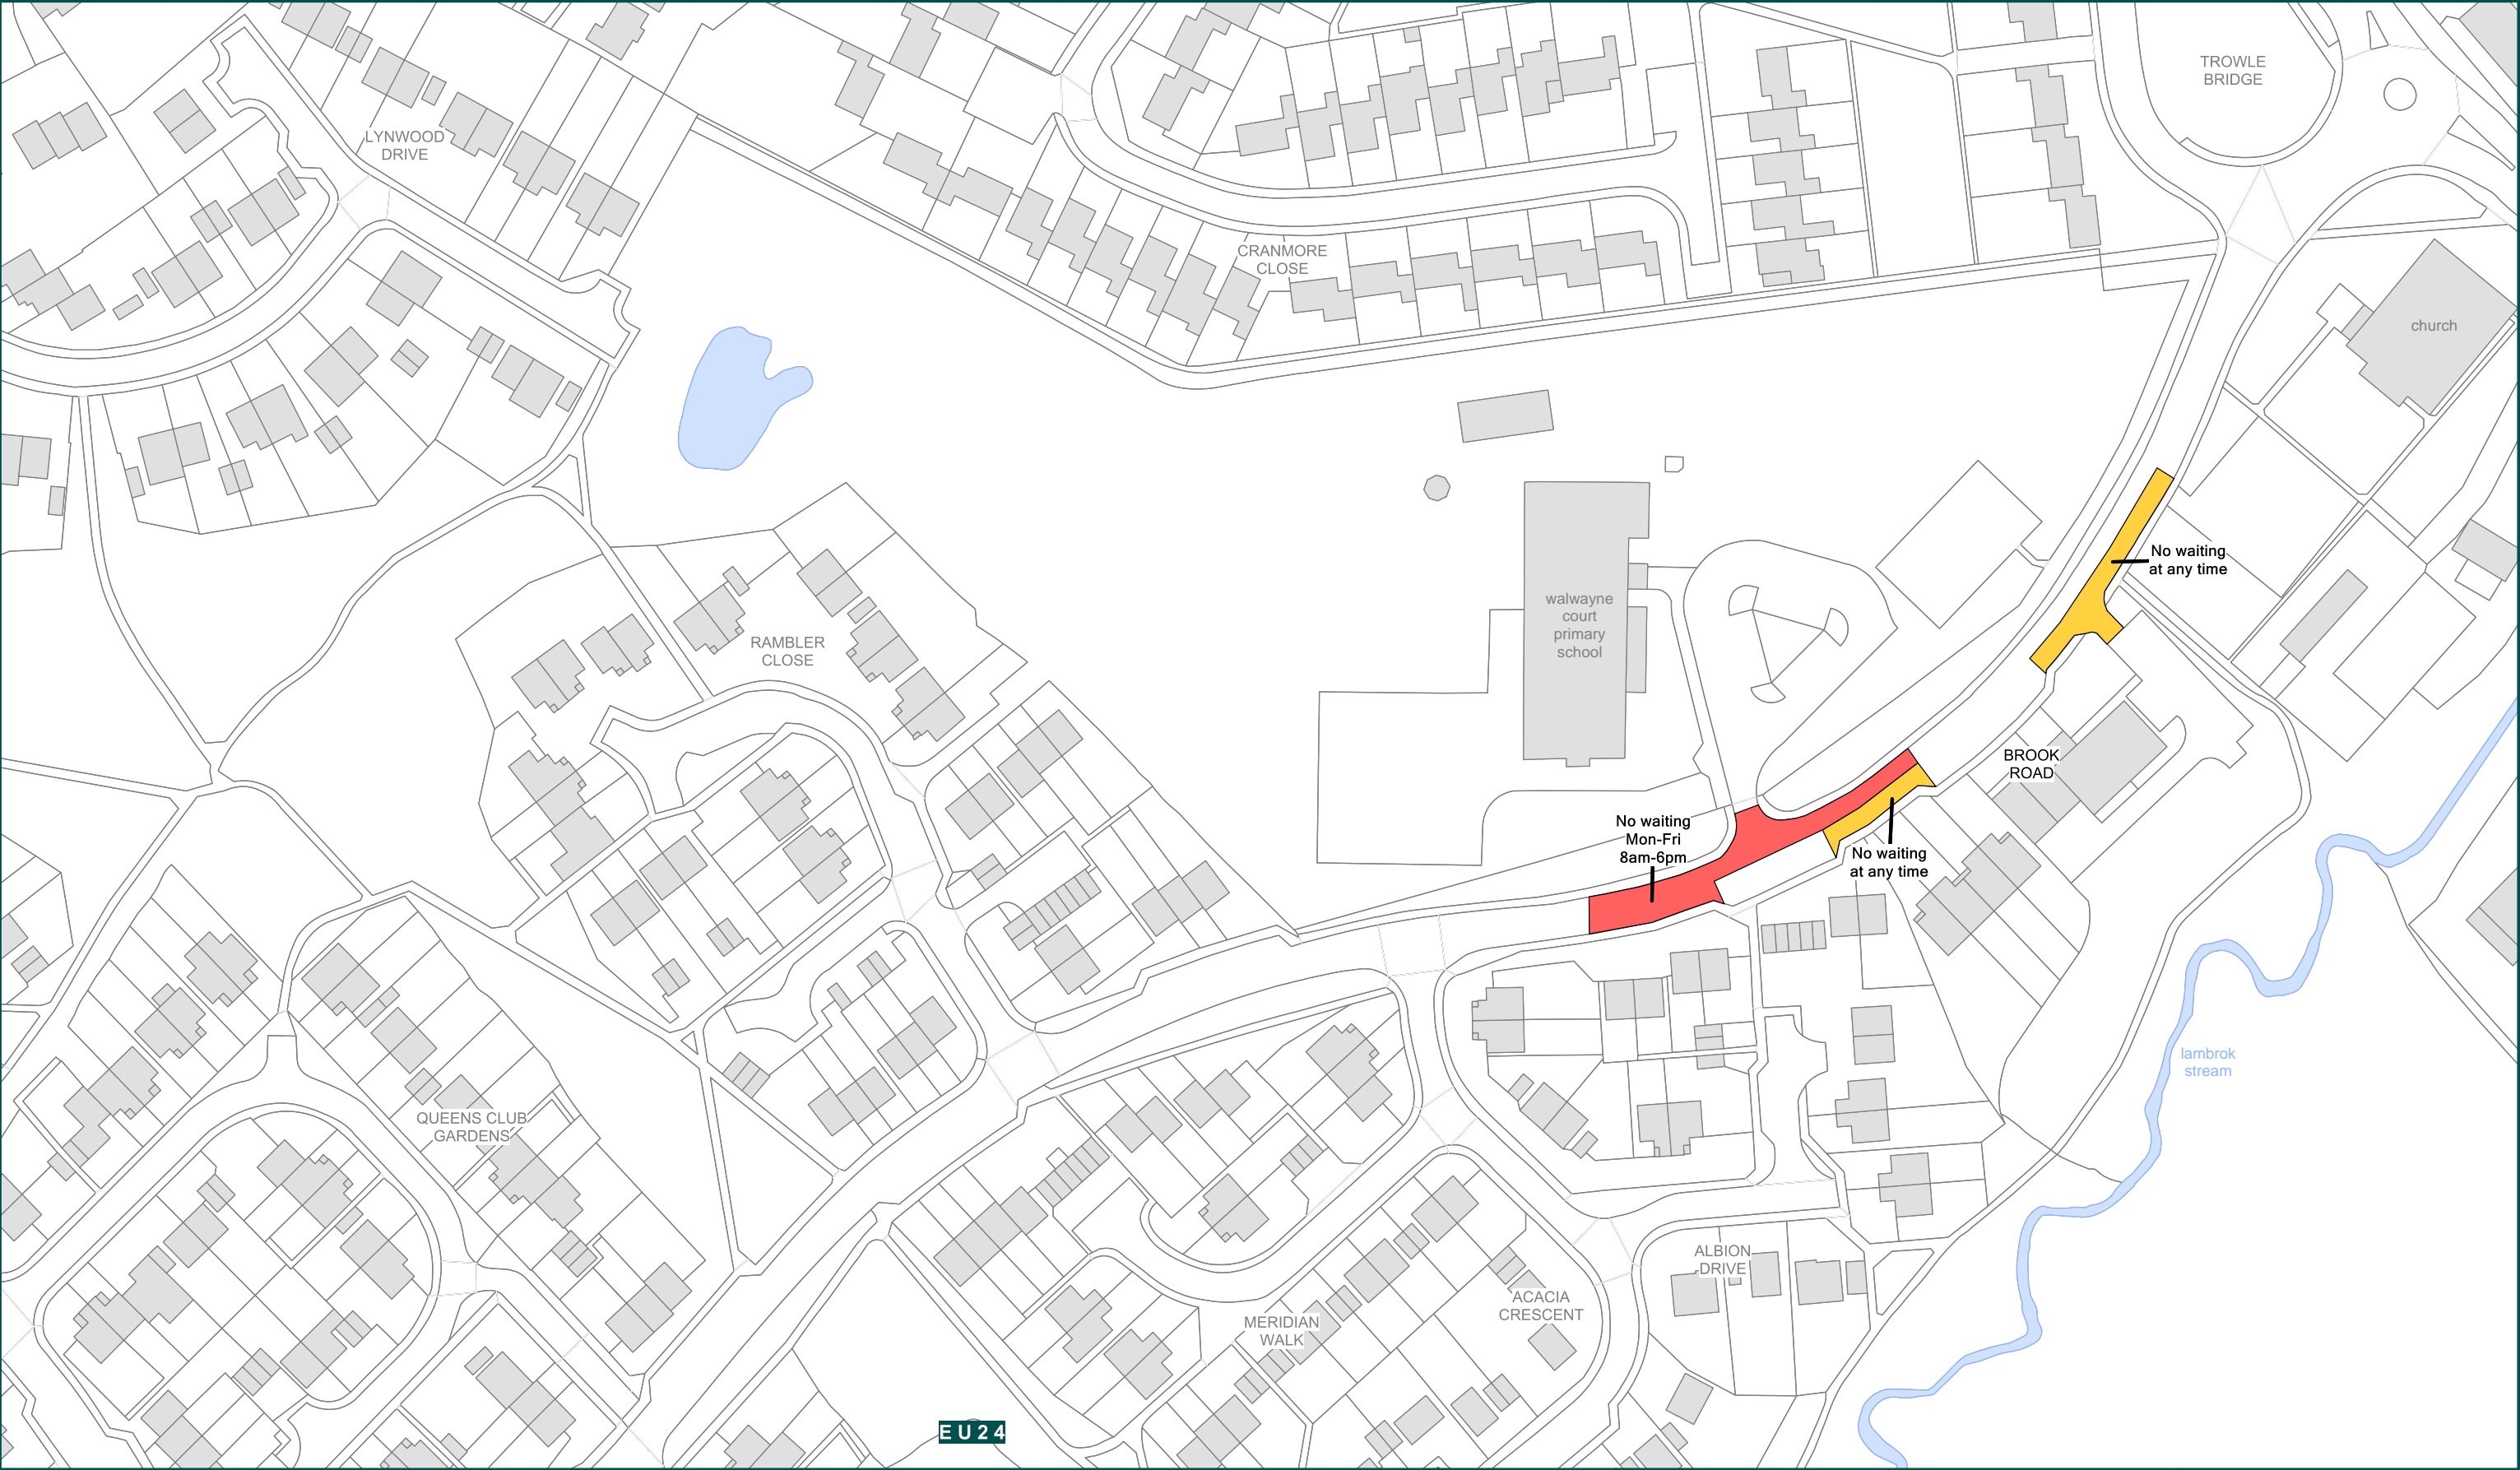 TROWLE
BRIDGE
LYNWOOD
DRIVE
CRANMORE
CLOSE
church
No waiting
at any time
walwayne
court
primary
school
RAMBLER
CLOSE
BROOK
ROAD
No waiting
Mon-Fri
8am-6pm
No waiting
at any time
lambrok
stream
QUEENS CLUB
GARDENS
ALBION
DRIVE
ACACIA
CRESCENT
MERIDIAN
WALK
EU24